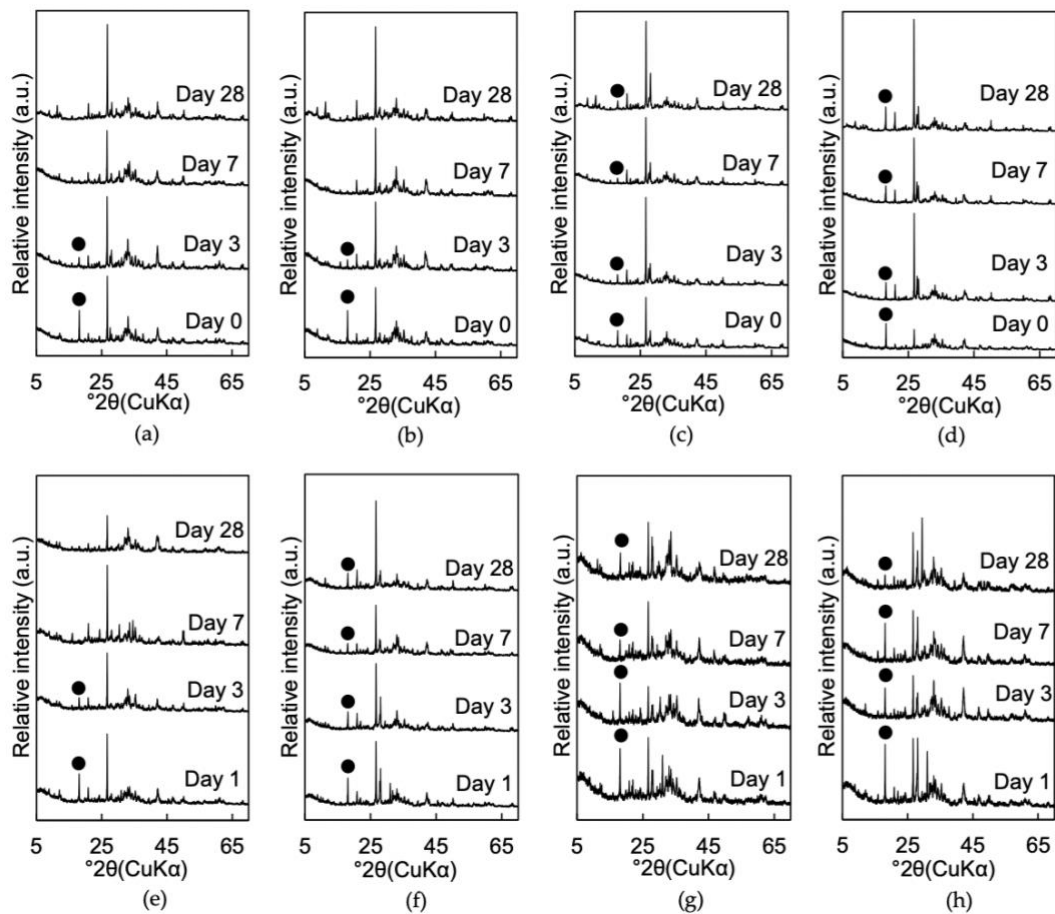 Relative intensity (a.u.)
Day 28
Day 7
Day 3
Day 0
5 25 45 65
°2θ(CuKα)
(a)
Relative intensity (a.u.)
Day 28
Day 7
Day 3
Day 0
5 25 45 65
°2θ(CuKα)
(b)
Relative intensity (a.u.)
Day 28
Day 7
Day 3
Day 0
5 25 45 65
°2θ(CuKα)
(c)
Relative intensity (a.u.)
Day 28
Day 7
Day 3
Day 0
5 25 45 65
°2θ(CuKα)
(d)
Relative intensity (a.u.)
Day 28
Day 7
Day 3
Day 1
5 25 45 65
°2θ(CuKα)
(e)
Relative intensity (a.u.)
Day 28
Day 7
Day 3
Day 1
5 25 45 65
°2θ(CuKα)
(f)
Relative intensity (a.u.)
Day 28
Day 7
Day 3
Day 1
5 25 45 65
°2θ(CuKα)
(g)
Relative intensity (a.u.)
Day 28
Day 7
Day 3
Day 1
5 25 45 65
°2θ(CuKα)
(h)